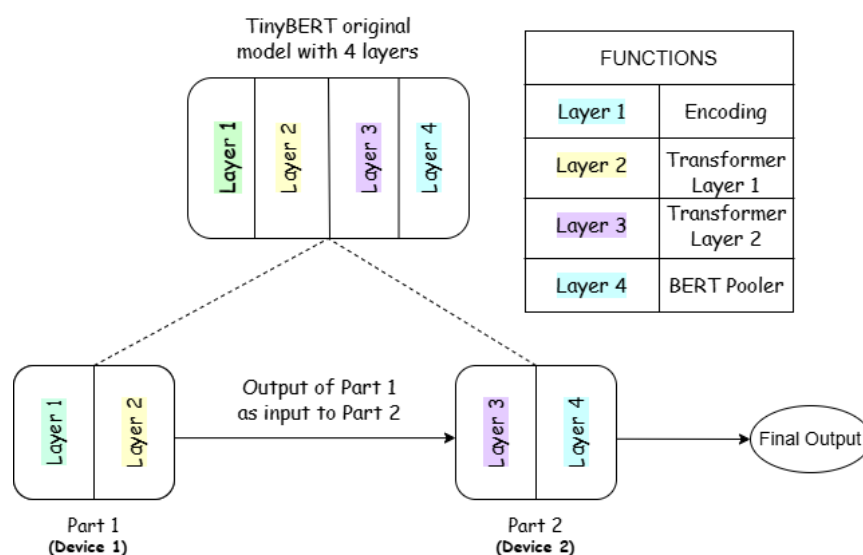 TinyBERT original
model with 4 layers
Layer 1
Layer 2
Layer 3
Layer 4
FUNCTIONS
Layer 1 Encoding
Layer 2 Transformer
Layer 1
Layer 3 Transformer
Layer 2
Layer 4 BERT Pooler
Layer 1
Layer 2
Output of Part 1
as input to Part 2
Layer 3
Layer 4
Final Output
Part 1
(Device 1)
Part 2
(Device 2)